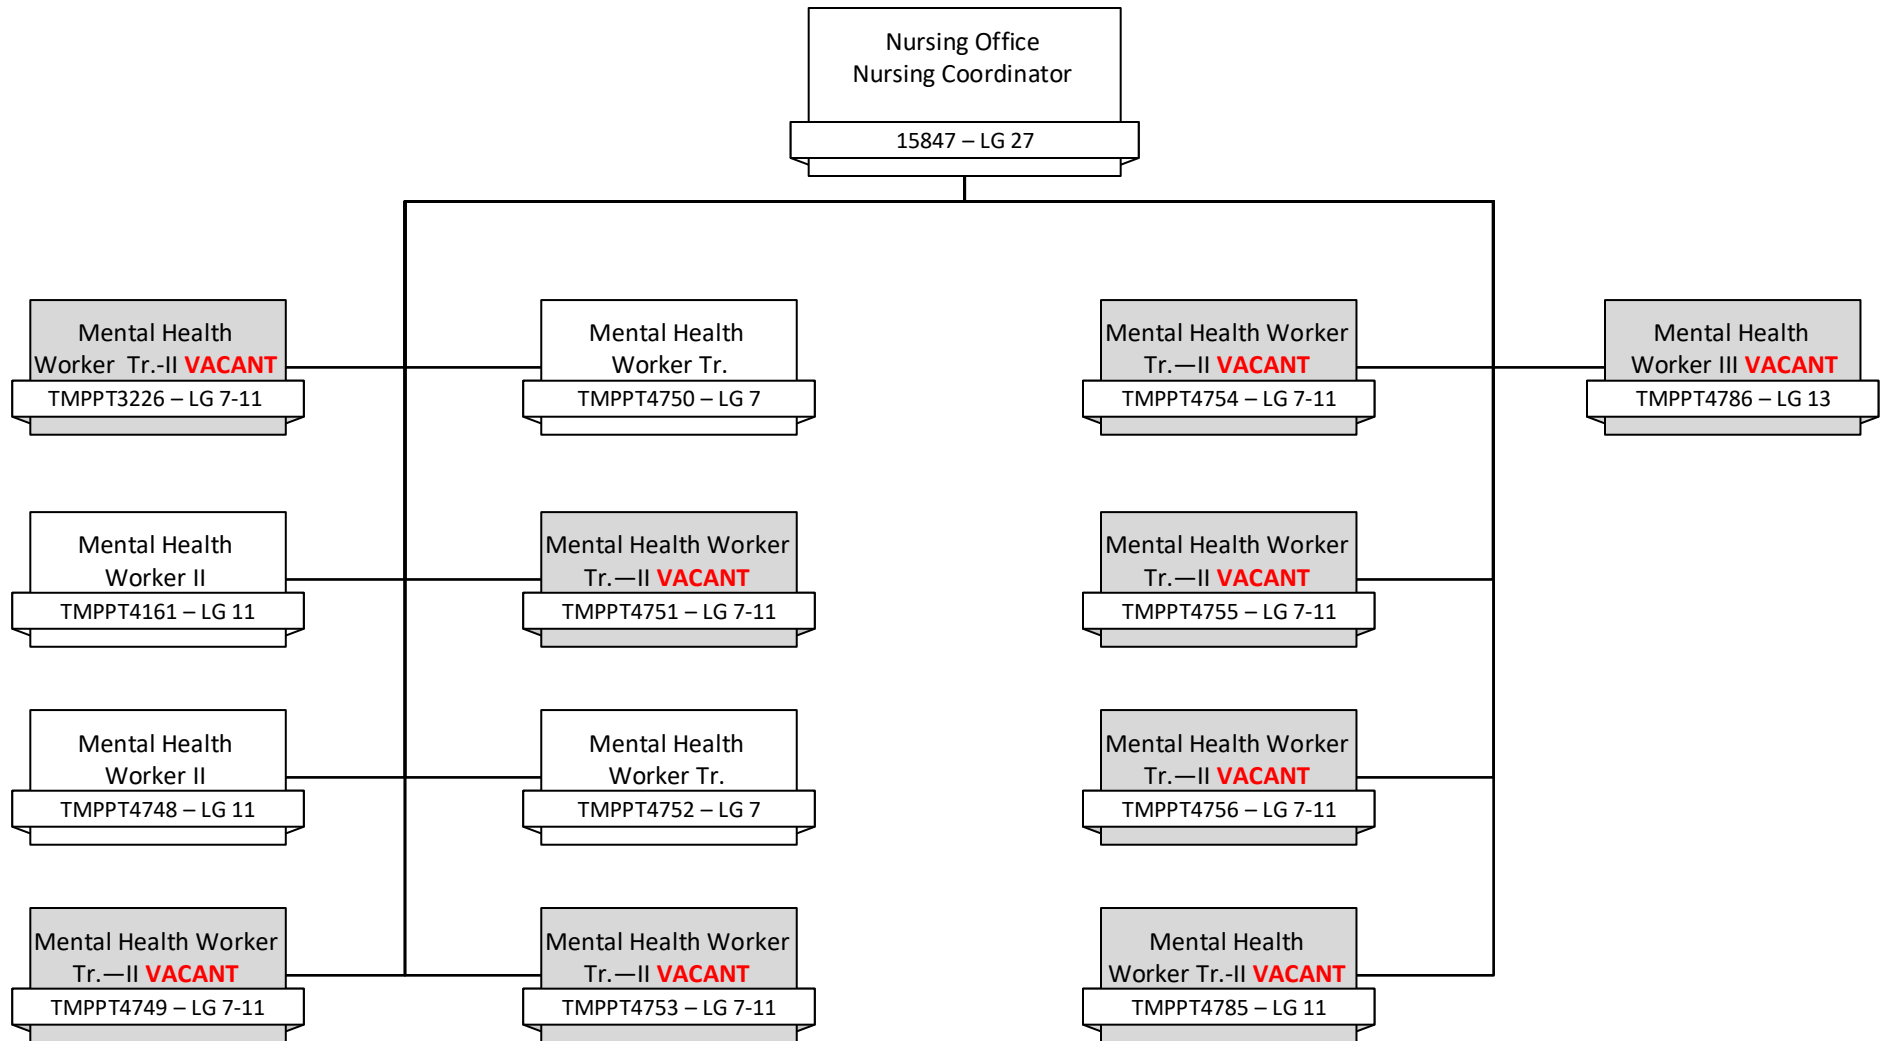 Nursing Office
Nursing Coordinator
15847 – LG 27
Mental Health
Worker  Tr.-II VACANT
TMPPT3226 – LG 7-11
Mental Health
Worker Tr.
TMPPT4750 – LG 7
Mental Health Worker
Tr.—II VACANT
TMPPT4754 – LG 7-11
Mental Health
Worker III VACANT
TMPPT4786 – LG 13
Mental Health
Worker II
TMPPT4161 – LG 11
Mental Health Worker
Tr.—II VACANT
TMPPT4751 – LG 7-11
Mental Health Worker
Tr.—II VACANT
TMPPT4755 – LG 7-11
Mental Health
Worker II
TMPPT4748 – LG 11
Mental Health
Worker Tr.
TMPPT4752 – LG 7
Mental Health Worker
Tr.—II VACANT
TMPPT4756 – LG 7-11
Mental Health Worker
Tr.—II VACANT
TMPPT4749 – LG 7-11
Mental Health Worker
Tr.—II VACANT
TMPPT4753 – LG 7-11
Mental Health
Worker Tr.-II VACANT
TMPPT4785 – LG 11